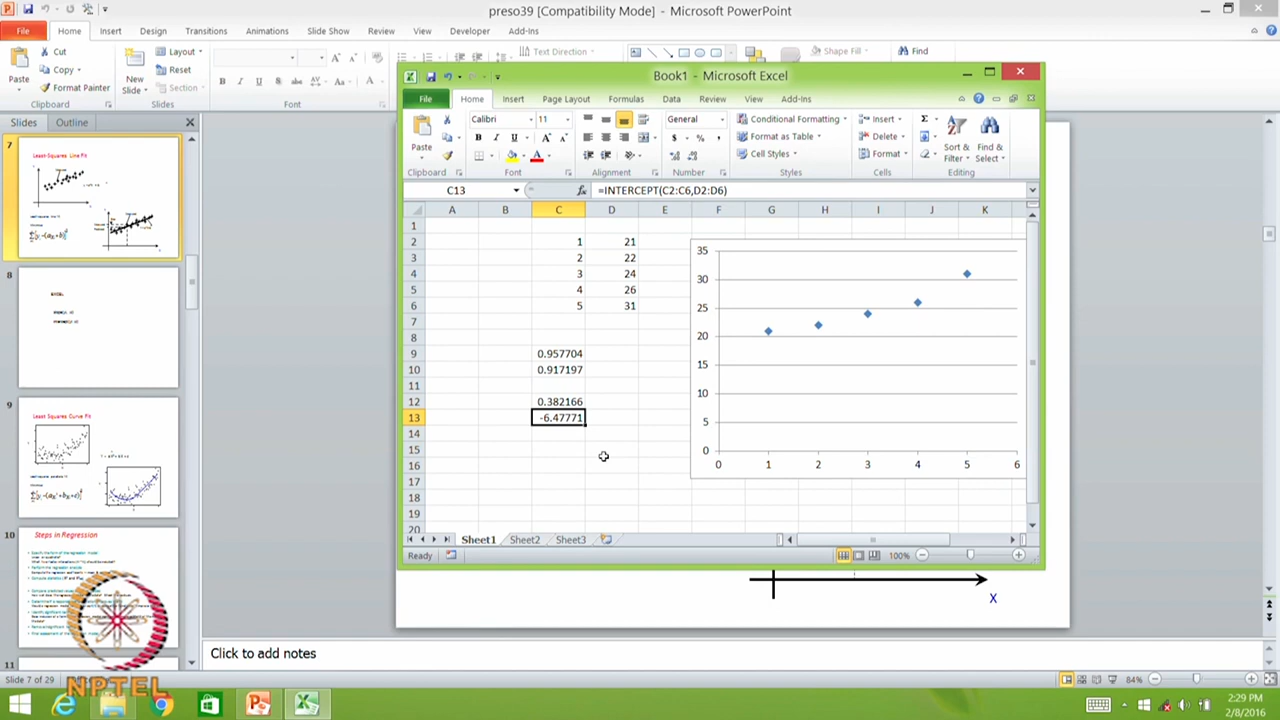 preso39 [Compatibility Mode] - Microsoft PowerPoint
File Home Insert Design Transitions Animations Slide Show Review View Developer Add-Ins
Paste
Cut
Copy
Format Painter
Clipboard
New Slide
Layout
Reset
Section
Slides
Font
Text Direction
Shape Fill
Find
Slides Outline
7
Least-Squares Line Fit
8
EXCEL
9
Least Squares Curve Fit
10
Steps in Regression
11
Book1 - Microsoft Excel
File Home Insert Page Layout Formulas Data Review View Add-Ins
Paste
Clipboard
Calibri 11
Font
Alignment
General
Number
Conditional Formatting
Format as Table
Cell Styles
Styles
Insert
Delete
Format
Cells
Sort & Filter
Find & Select
Editing
C13 =INTERCEPT(C2:C6,D2:D6)
A B C D E F G H I J K
1
2 1 21
3 2 22
4 3 24
5 4 26
6 5 31
7
8
9 0.957704
10 0.917197
11
12 0.382166
13 -6.47771
14
15
16
17
18
19
20
35
30
25
20
15
10
5
0
0 1 2 3 4 5 6
Sheet1 Sheet2 Sheet3
Ready 100%
X
Click to add notes
Slide 7 of 29 84%
NPTEL
2:29 PM
2/8/2016